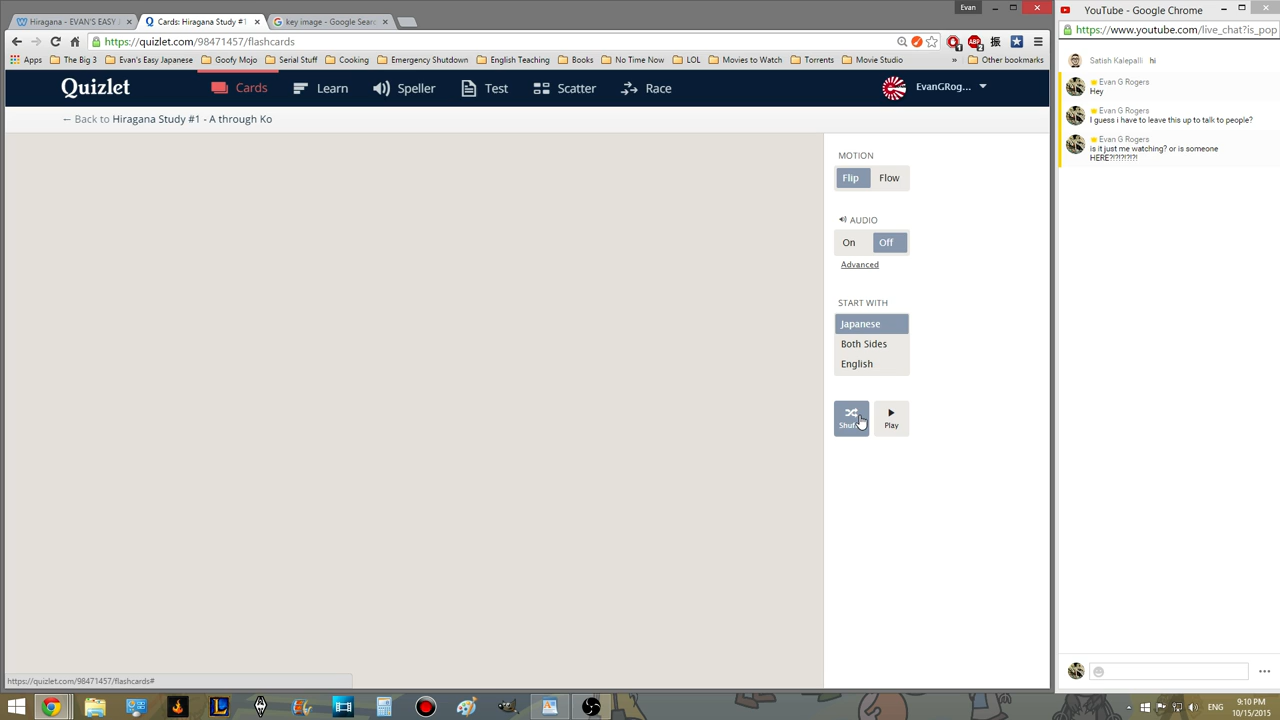 Hiragana - EVAN'S EASY J
Cards: Hiragana Study #1
key image - Google Searc
Evan
https://quizlet.com/98471457/flashcards
Apps
The Big 3
Evan's Easy Japanese
Goofy Mojo
Serial Stuff
Cooking
Emergency Shutdown
English Teaching
Books
No Time Now
LOL
Movies to Watch
Torrents
Movie Studio
»
Other bookmarks
Quizlet
Cards
Learn
Speller
Test
Scatter
Race
EvanGRog...
← Back to Hiragana Study #1 - A through Ko
MOTION
Flip
Flow
AUDIO
On
Off
Advanced
START WITH
Japanese
Both Sides
English
Play
https://quizlet.com/98471457/flashcards#
YouTube - Google Chrome
https://www.youtube.com/live_chat?is_pop
Satish Kalepalli hi
Evan G Rogers
Hey
Evan G Rogers
I guess i have to leave this up to talk to people?
Evan G Rogers
is it just me watching? or is someone
HERE?!?!?!?!?!
ENG
9:10 PM
10/15/2015